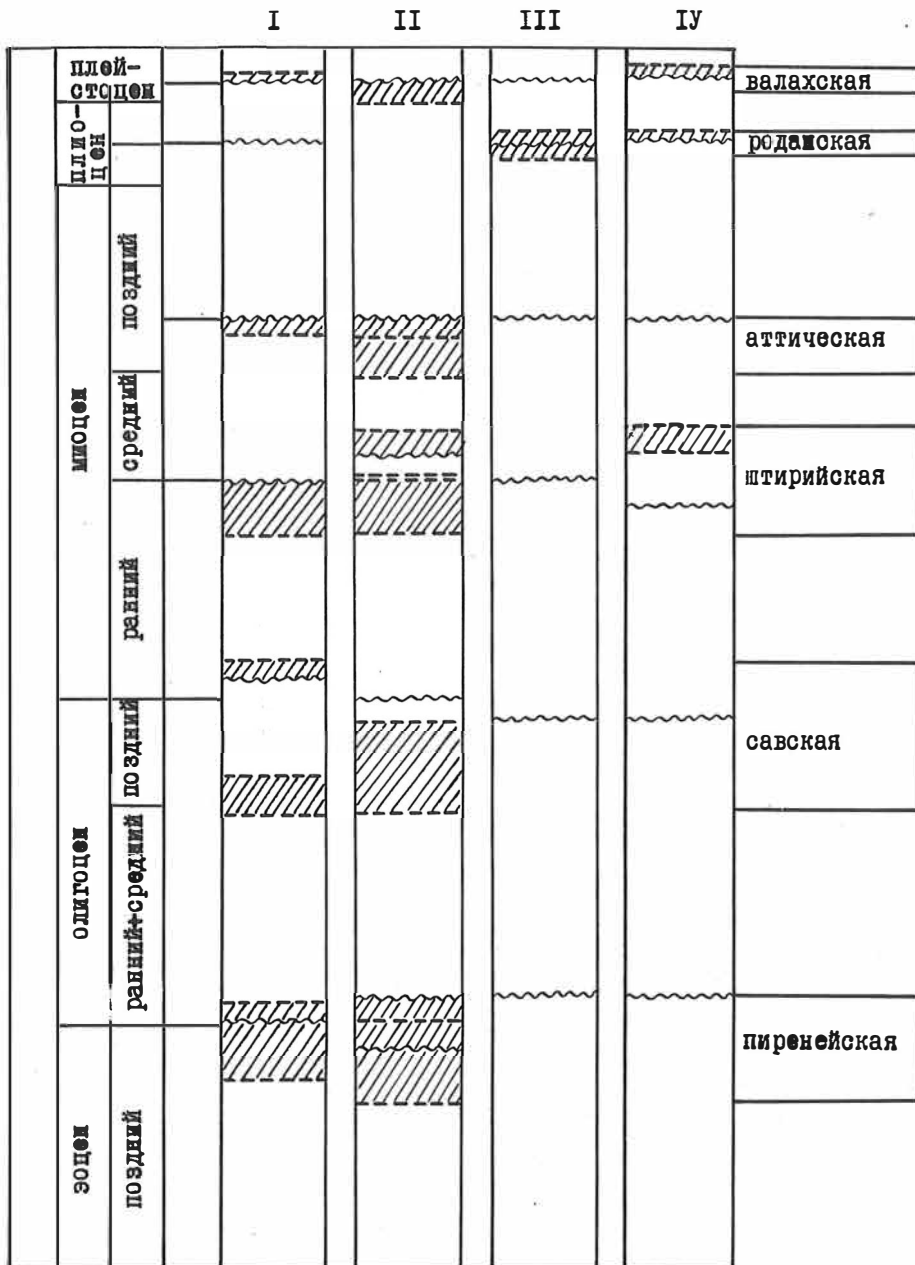 I II III IУ
плей-
стоцен
плио-
цен
миоцен
поздний
средний
ранний
олигоцен
поздний
ранний+средний
эоцен
поздний
валахская
роданская
аттическая
штирийская
савская
пиренейская